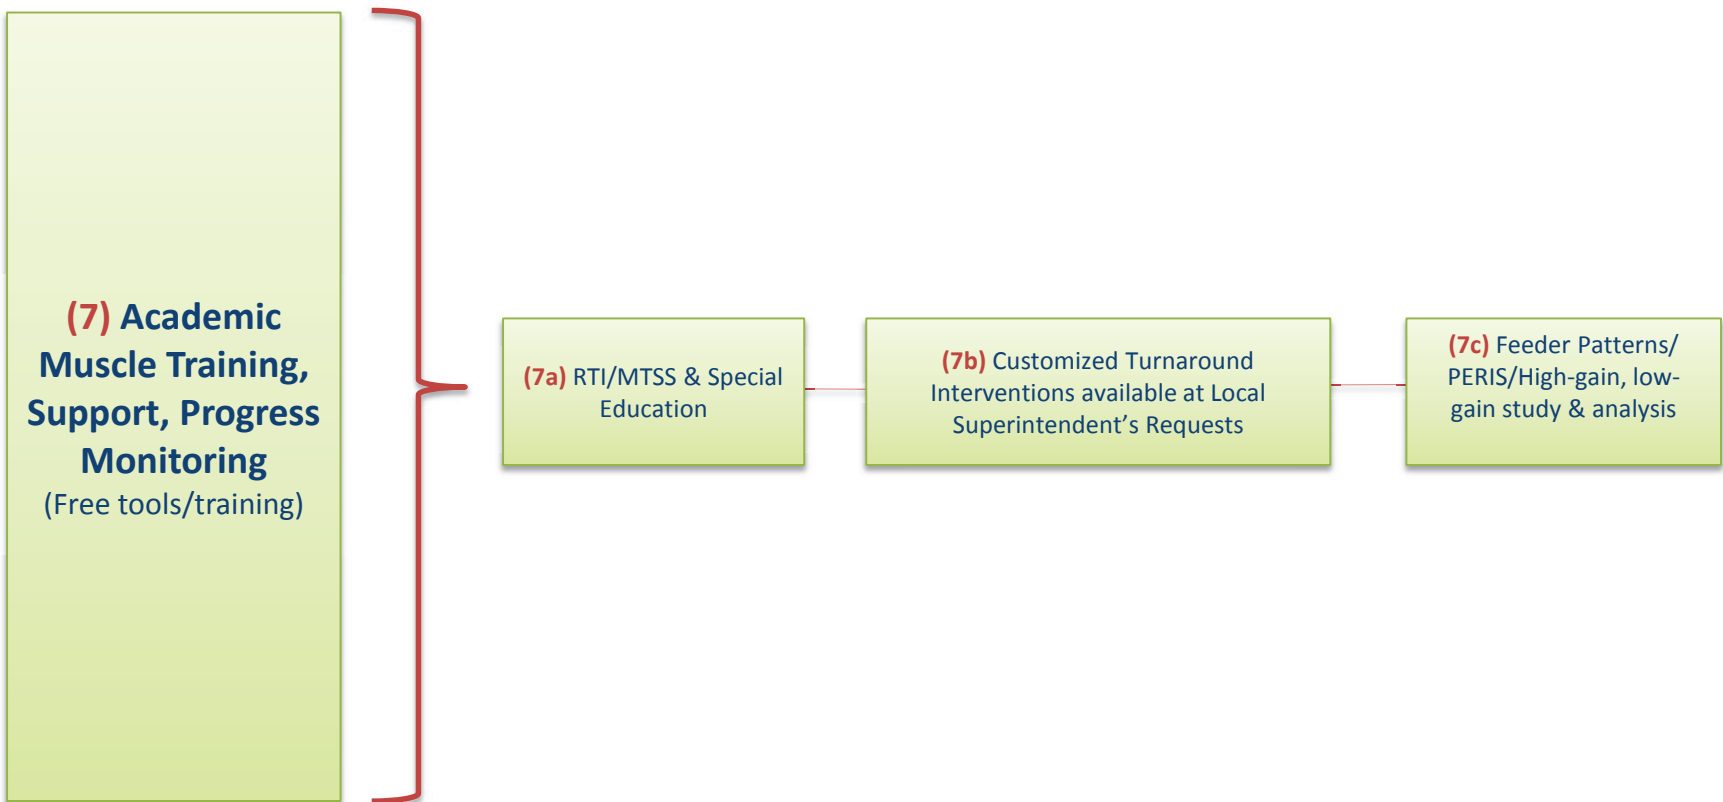 (7) Academic
Muscle Training,
Support, Progress
Monitoring
(Free tools/training)
(7a) RTI/MTSS & Special
Education
(7b) Customized Turnaround
Interventions available at Local
Superintendent’s Requests
(7c) Feeder Patterns/
PERIS/High-gain, low-
gain study & analysis